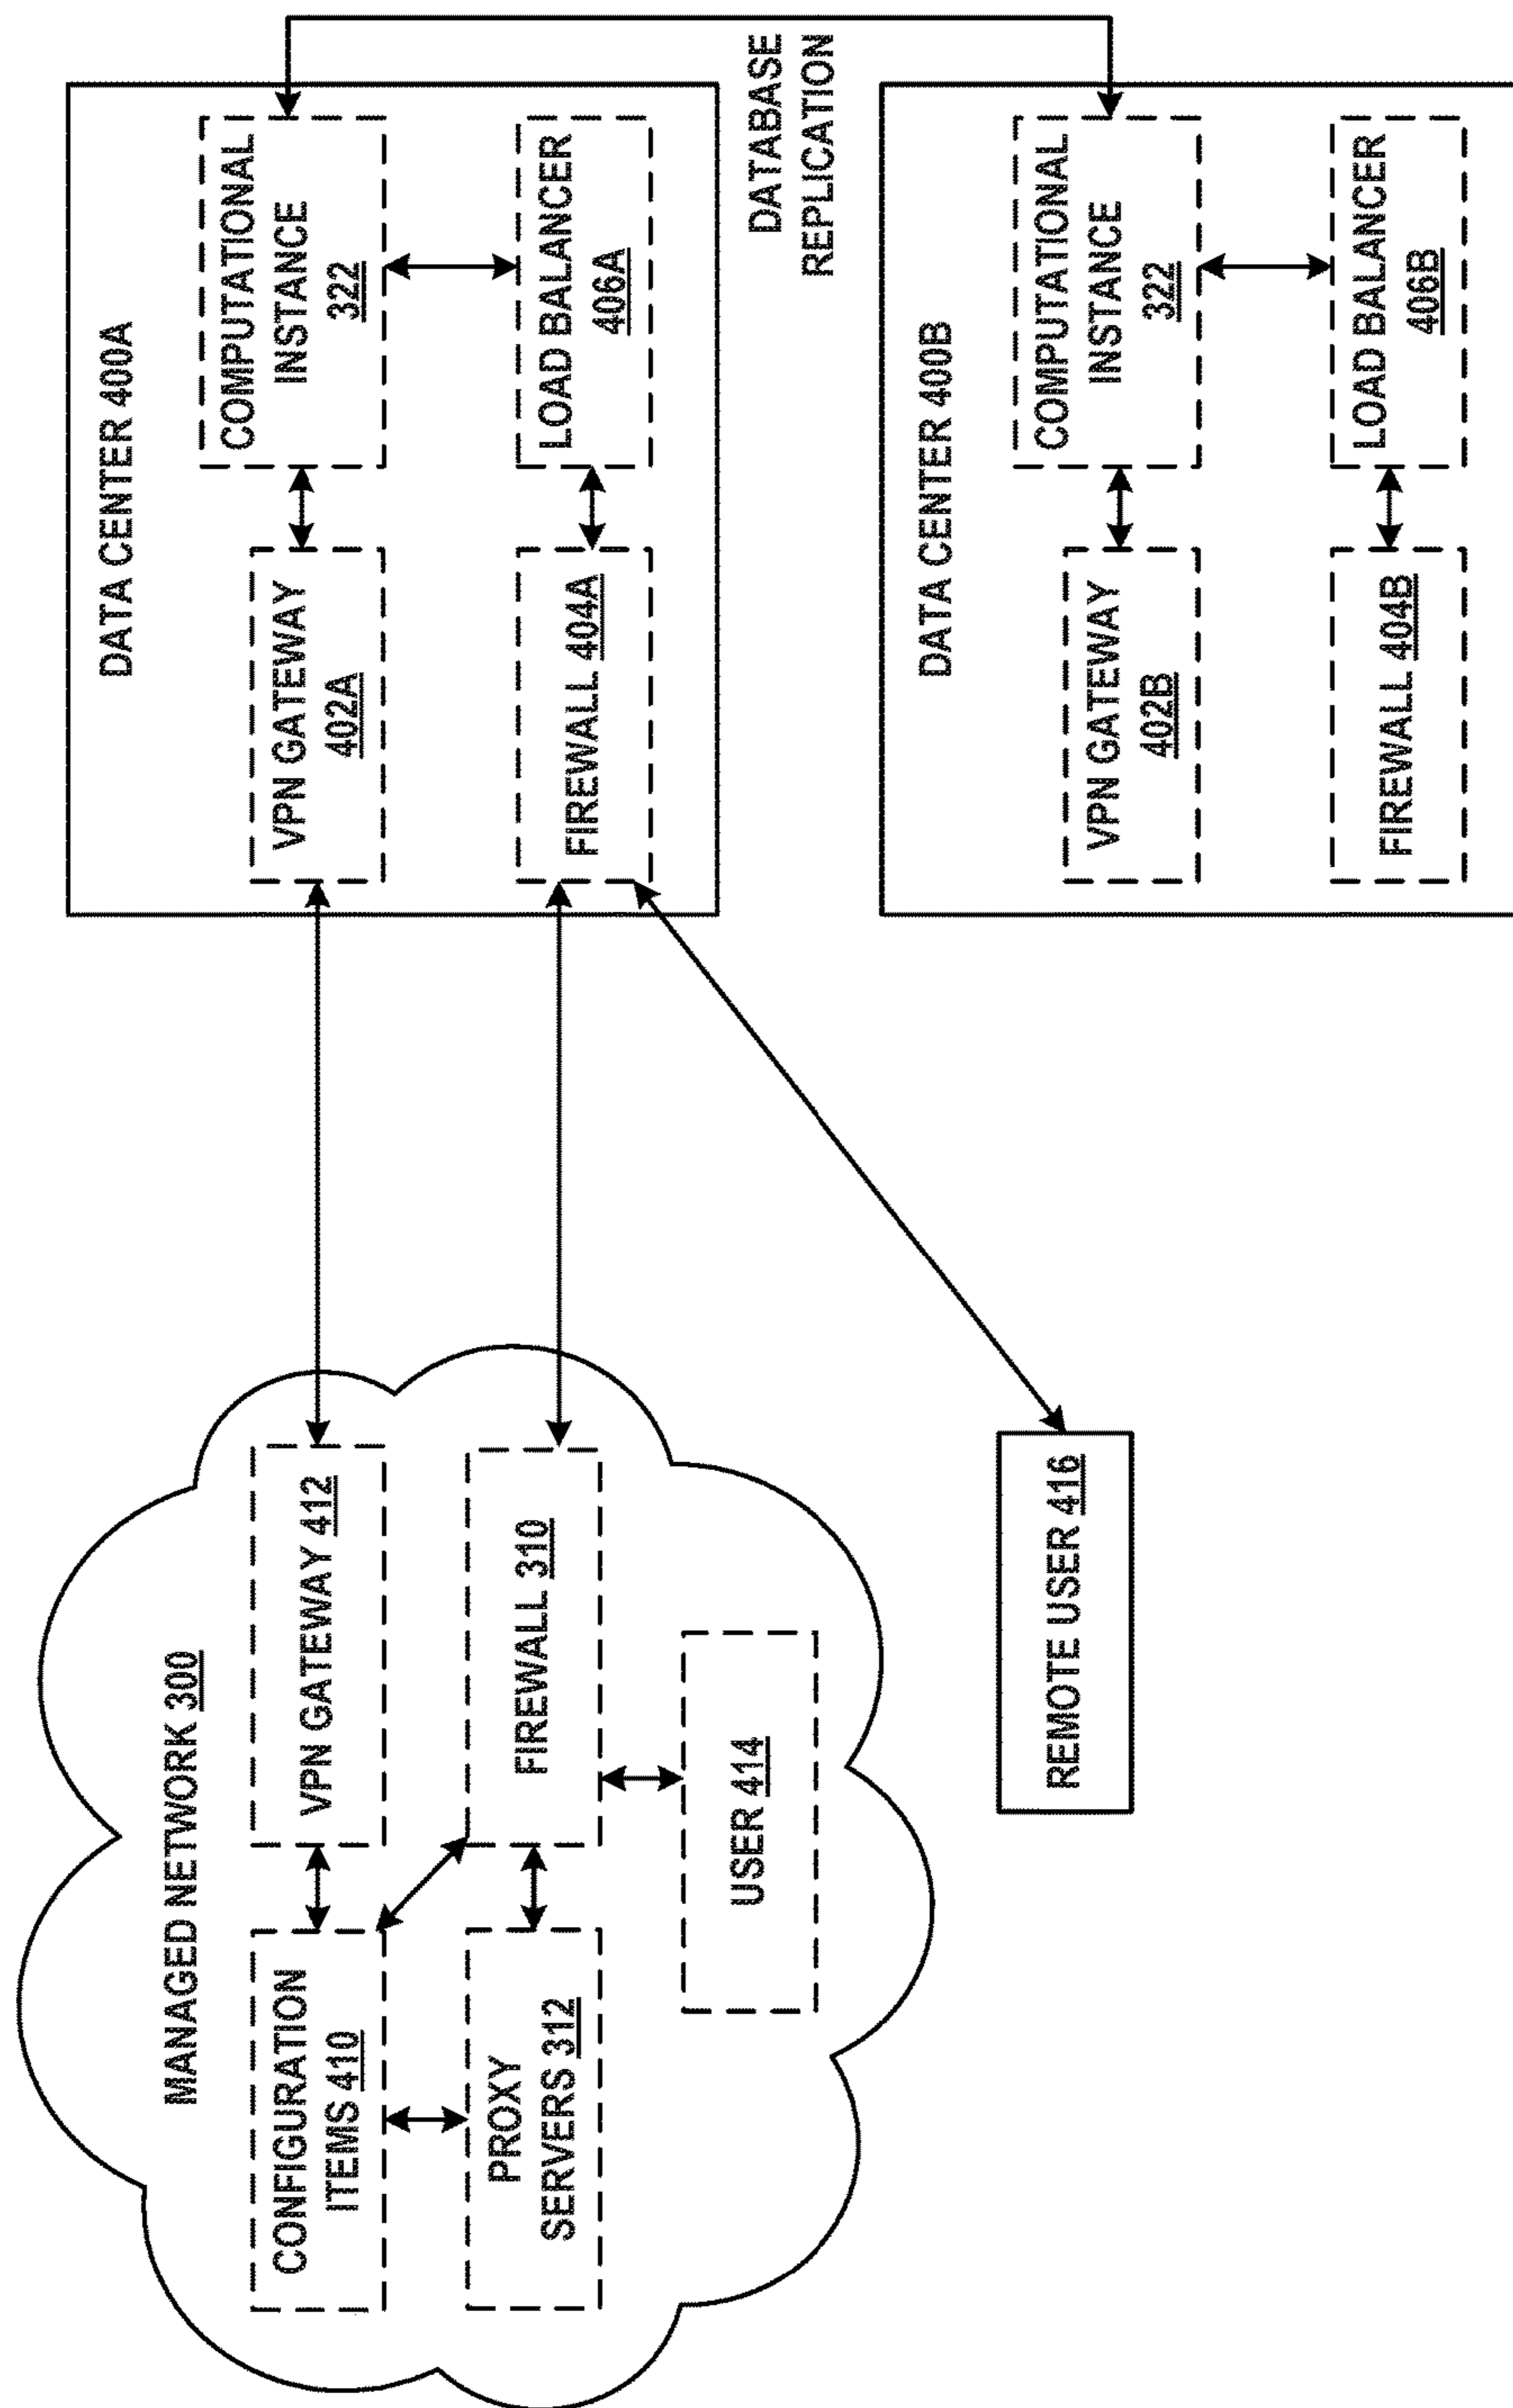 MANAGED NETWORK 300
CONFIGURATION
ITEMS 410
VPN GATEWAY 412
PROXY
SERVERS 312
FIREWALL 310
USER 414
REMOTE USER 416
DATA CENTER 400A
VPN GATEWAY
402A
COMPUTATIONAL
INSTANCE
322
FIREWALL 404A
LOAD BALANCER
406A
DATABASE
REPLICATION
DATA CENTER 400B
VPN GATEWAY
402B
COMPUTATIONAL
INSTANCE
322
FIREWALL 404B
LOAD BALANCER
406B